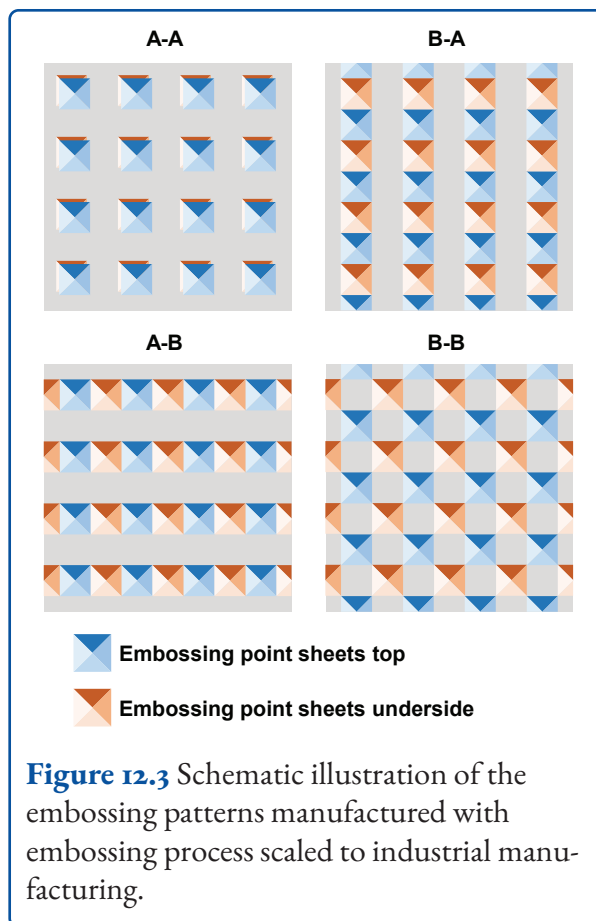 A-A
B-A
A-B
B-B
Embossing point sheets top
Embossing point sheets underside
Figure 12.3 Schematic illustration of the
embossing patterns manufactured with
embossing process scaled to industrial manu-
facturing.